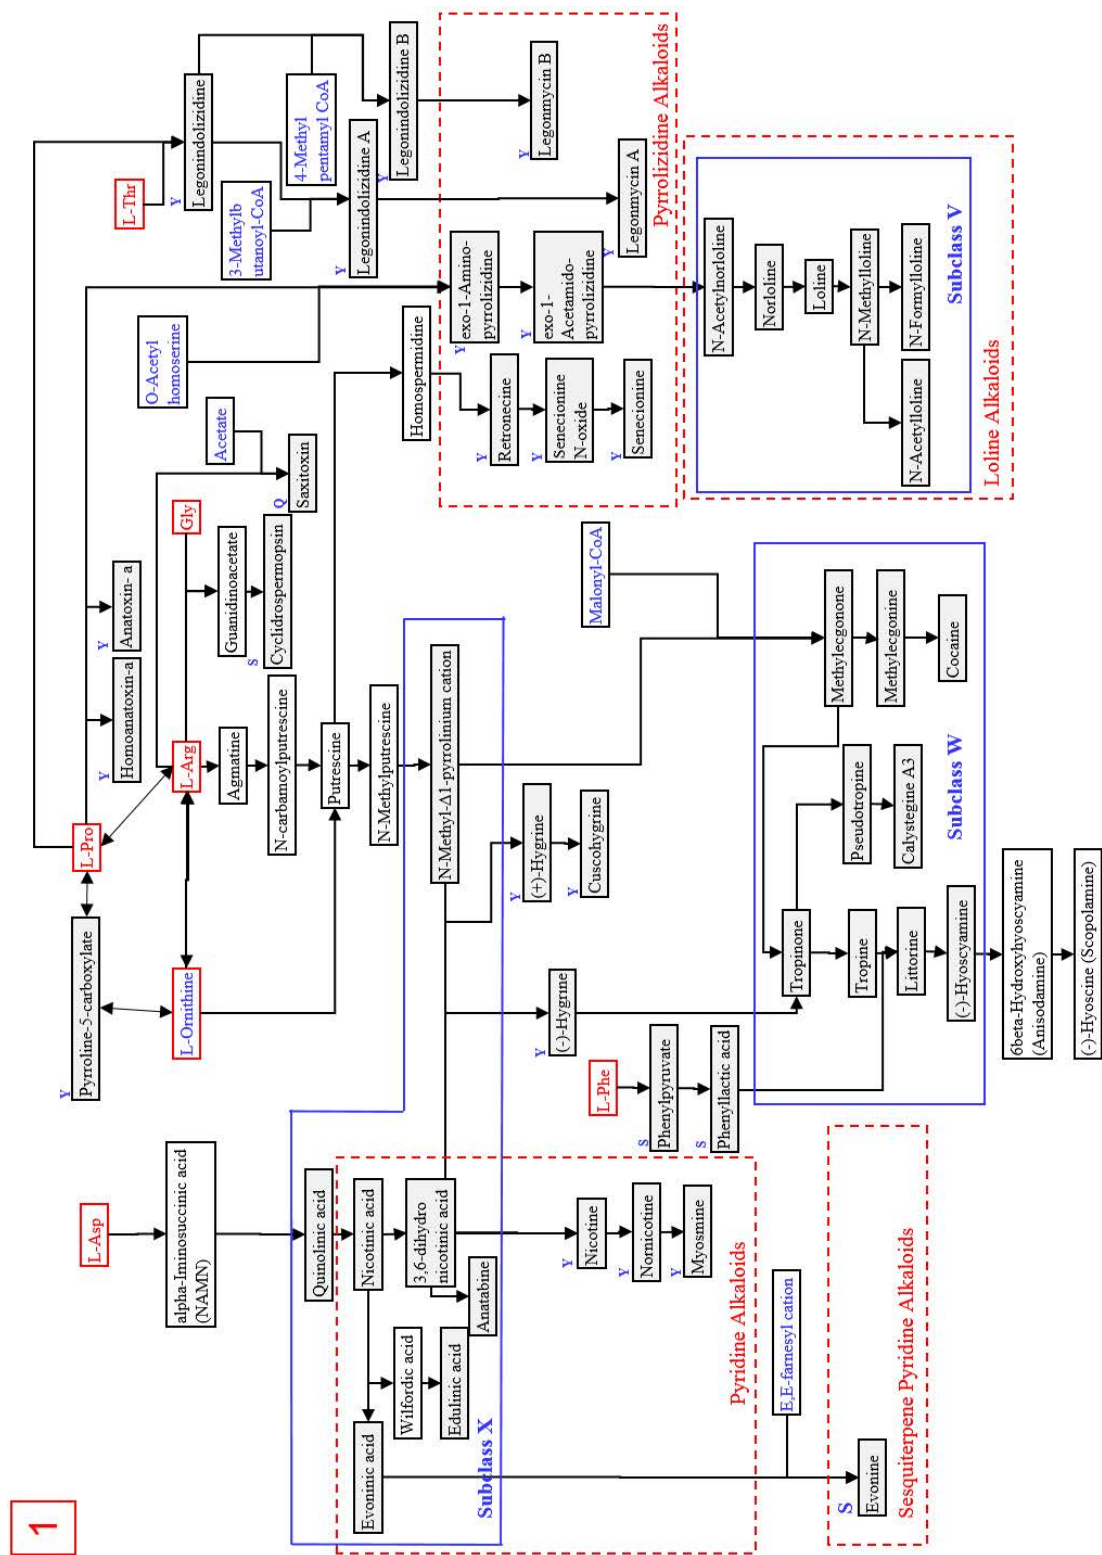 1
L-Asp
alpha-Iminosuccinic acid
(NAMN)
Quinolinic acid
Nicotinic acid
3,6-dihydro
nicotinic acid
Evoninic acid
Wilfordic acid
Edulinic acid
Anatabine
Subclass X
Y
Nicotine
Y
Nornicotine
Y
Myosmine
Pyridine Alkaloids
E,E-farnesyl cation
S
Evonine
Sesquiterpene Pyridine Alkaloids
Y
Pyrroline-5-carboxylate
L-Ornithine
L-Pro
L-Arg
Y
Homoanatoxin-a
Y
Anatoxin- a
Agmatine
N-carbamoylputrescine
Putrescine
N-Methylputrescine
N-Methyl-Δ1-pyrrolinium cation
Gly
Guanidinoacetate
S
Cyclidrospermopsin
Acetate
Q
Saxitoxin
Y
(+)-Hygrine
Y
Cuscohygrine
Y
(-)-Hygrine
L-Phe
S
Phenylpyruvate
S
Phenyllactic acid
Malonyl-CoA
Tropinone
Tropine
Littorine
(-)-Hyoscyamine
Pseudotropine
Calystegine A3
Methylecgonone
Methylecgonine
Cocaine
Subclass W
6beta-Hydroxyhyoscyamine
(Anisodamine)
(-)-Hyoscine (Scopolamine)
L-Thr
Y
Legonindolizidine
3-Methylb
utanoyl-CoA
4-Methyl
pentamyl CoA
Y
Legonindolizidine A
Y
Legonindolizidine B
O-Acetyl
homoserine
Homospermidine
Y
Retronecine
Y
Senecionine
N-oxide
Y
Senecionine
Y
exo-1-Amino-
pyrrolizidine
Y
exo-1-
Acetamido-
pyrrolizidine
Y
Legonmycin A
Y
Legonmycin B
Pyrrolizidine Alkaloids
N-Acetylnorloline
Norloline
Loline
N-Methylloline
N-Acetylloline
N-Formylloline
Subclass V
Loline Alkaloids